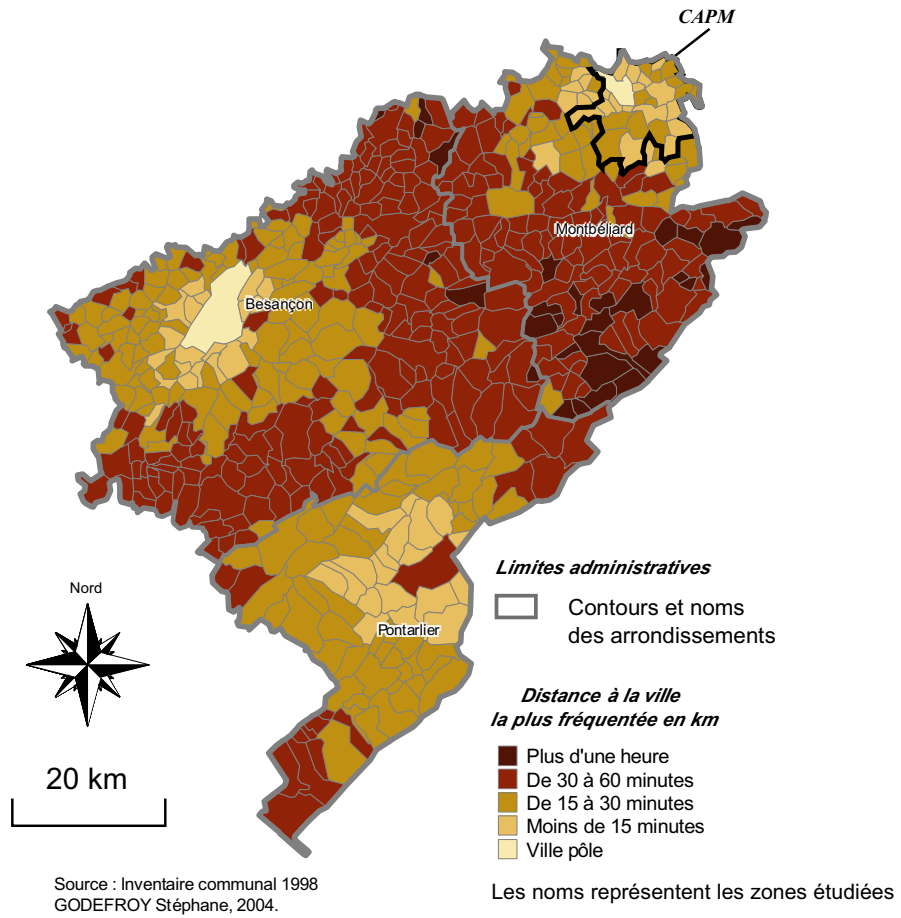 CAPM
Montbéliard
Besançon
Pontarlier
Nord
20 km
Limites administratives
Contours et noms
des arrondissements
Distance à la ville
la plus fréquentée en km
Plus d'une heure
De 30 à 60 minutes
De 15 à 30 minutes
Moins de 15 minutes
Ville pôle
Source : Inventaire communal 1998
GODEFROY Stéphane, 2004.
Les noms représentent les zones étudiées